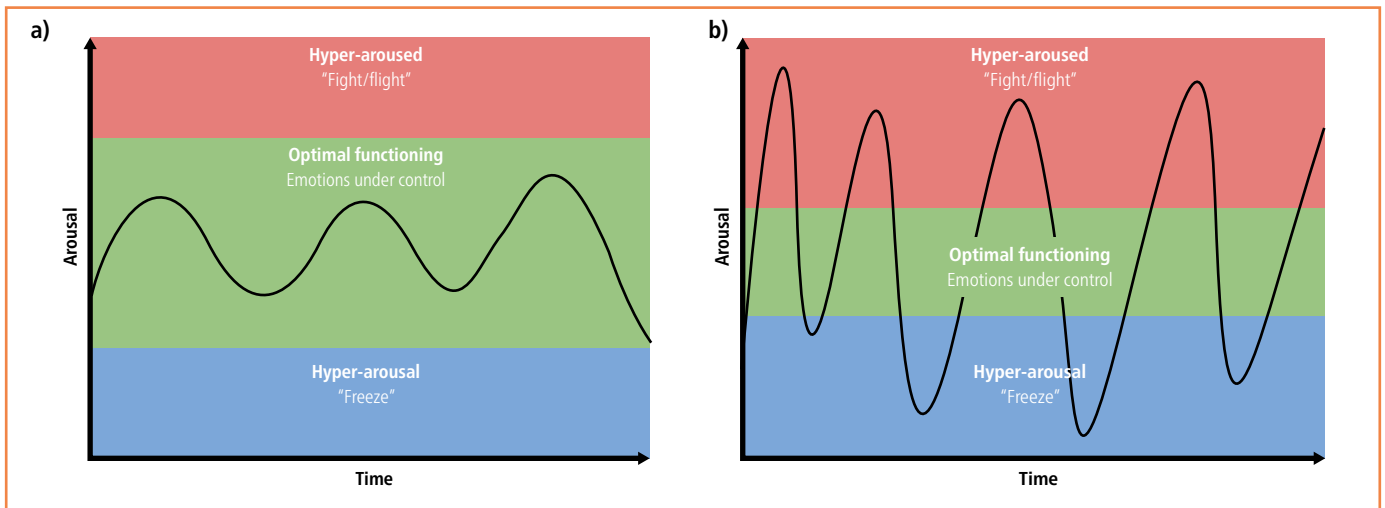 a)
Hyper-aroused
“Fight/flight”
Optimal functioning
Emotions under control
Hyper-arousal
“Freeze”
Arousal
Time
b)
Hyper-aroused
“Fight/flight”
Optimal functioning
Emotions under control
Hyper-arousal
“Freeze”
Arousal
Time